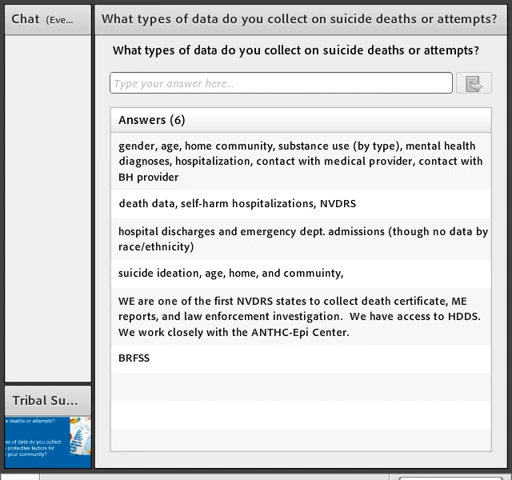 Chat (Eve...
What types of data do you collect on suicide deaths or attempts?
What types of data do you collect on suicide deaths or attempts?
Type your answer here...
Answers (6)
gender, age, home community, substance use (by type), mental health
diagnoses, hospitalization, contact with medical provider, contact with
BH provider
death data, self-harm hospitalizations, NVDRS
hospital discharges and emergency dept. admissions (though no data by
race/ethnicity)
suicide ideation, age, home, and communinty,
WE are one of the first NVDRS states to collect death certificate, ME
reports, and law enforcement investigation. We have access to HDDS.
We work closely with the ANTHC-Epi Center.
BRFSS
Tribal Su...
e deaths or attempts?
es of data do you collect
protective factors for
your community?